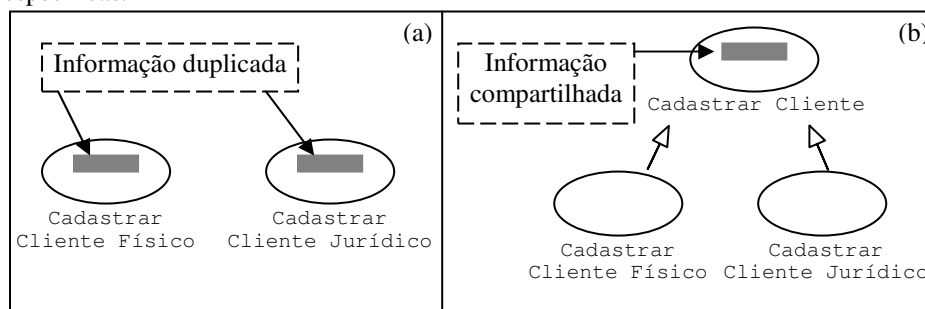 (a)
Informação duplicada
Cadastrar
Cliente Físico
Cadastrar
Cliente Jurídico
(b)
Informação
compartilhada
Cadastrar Cliente
Cadastrar
Cliente Físico
Cadastrar
Cliente Jurídico